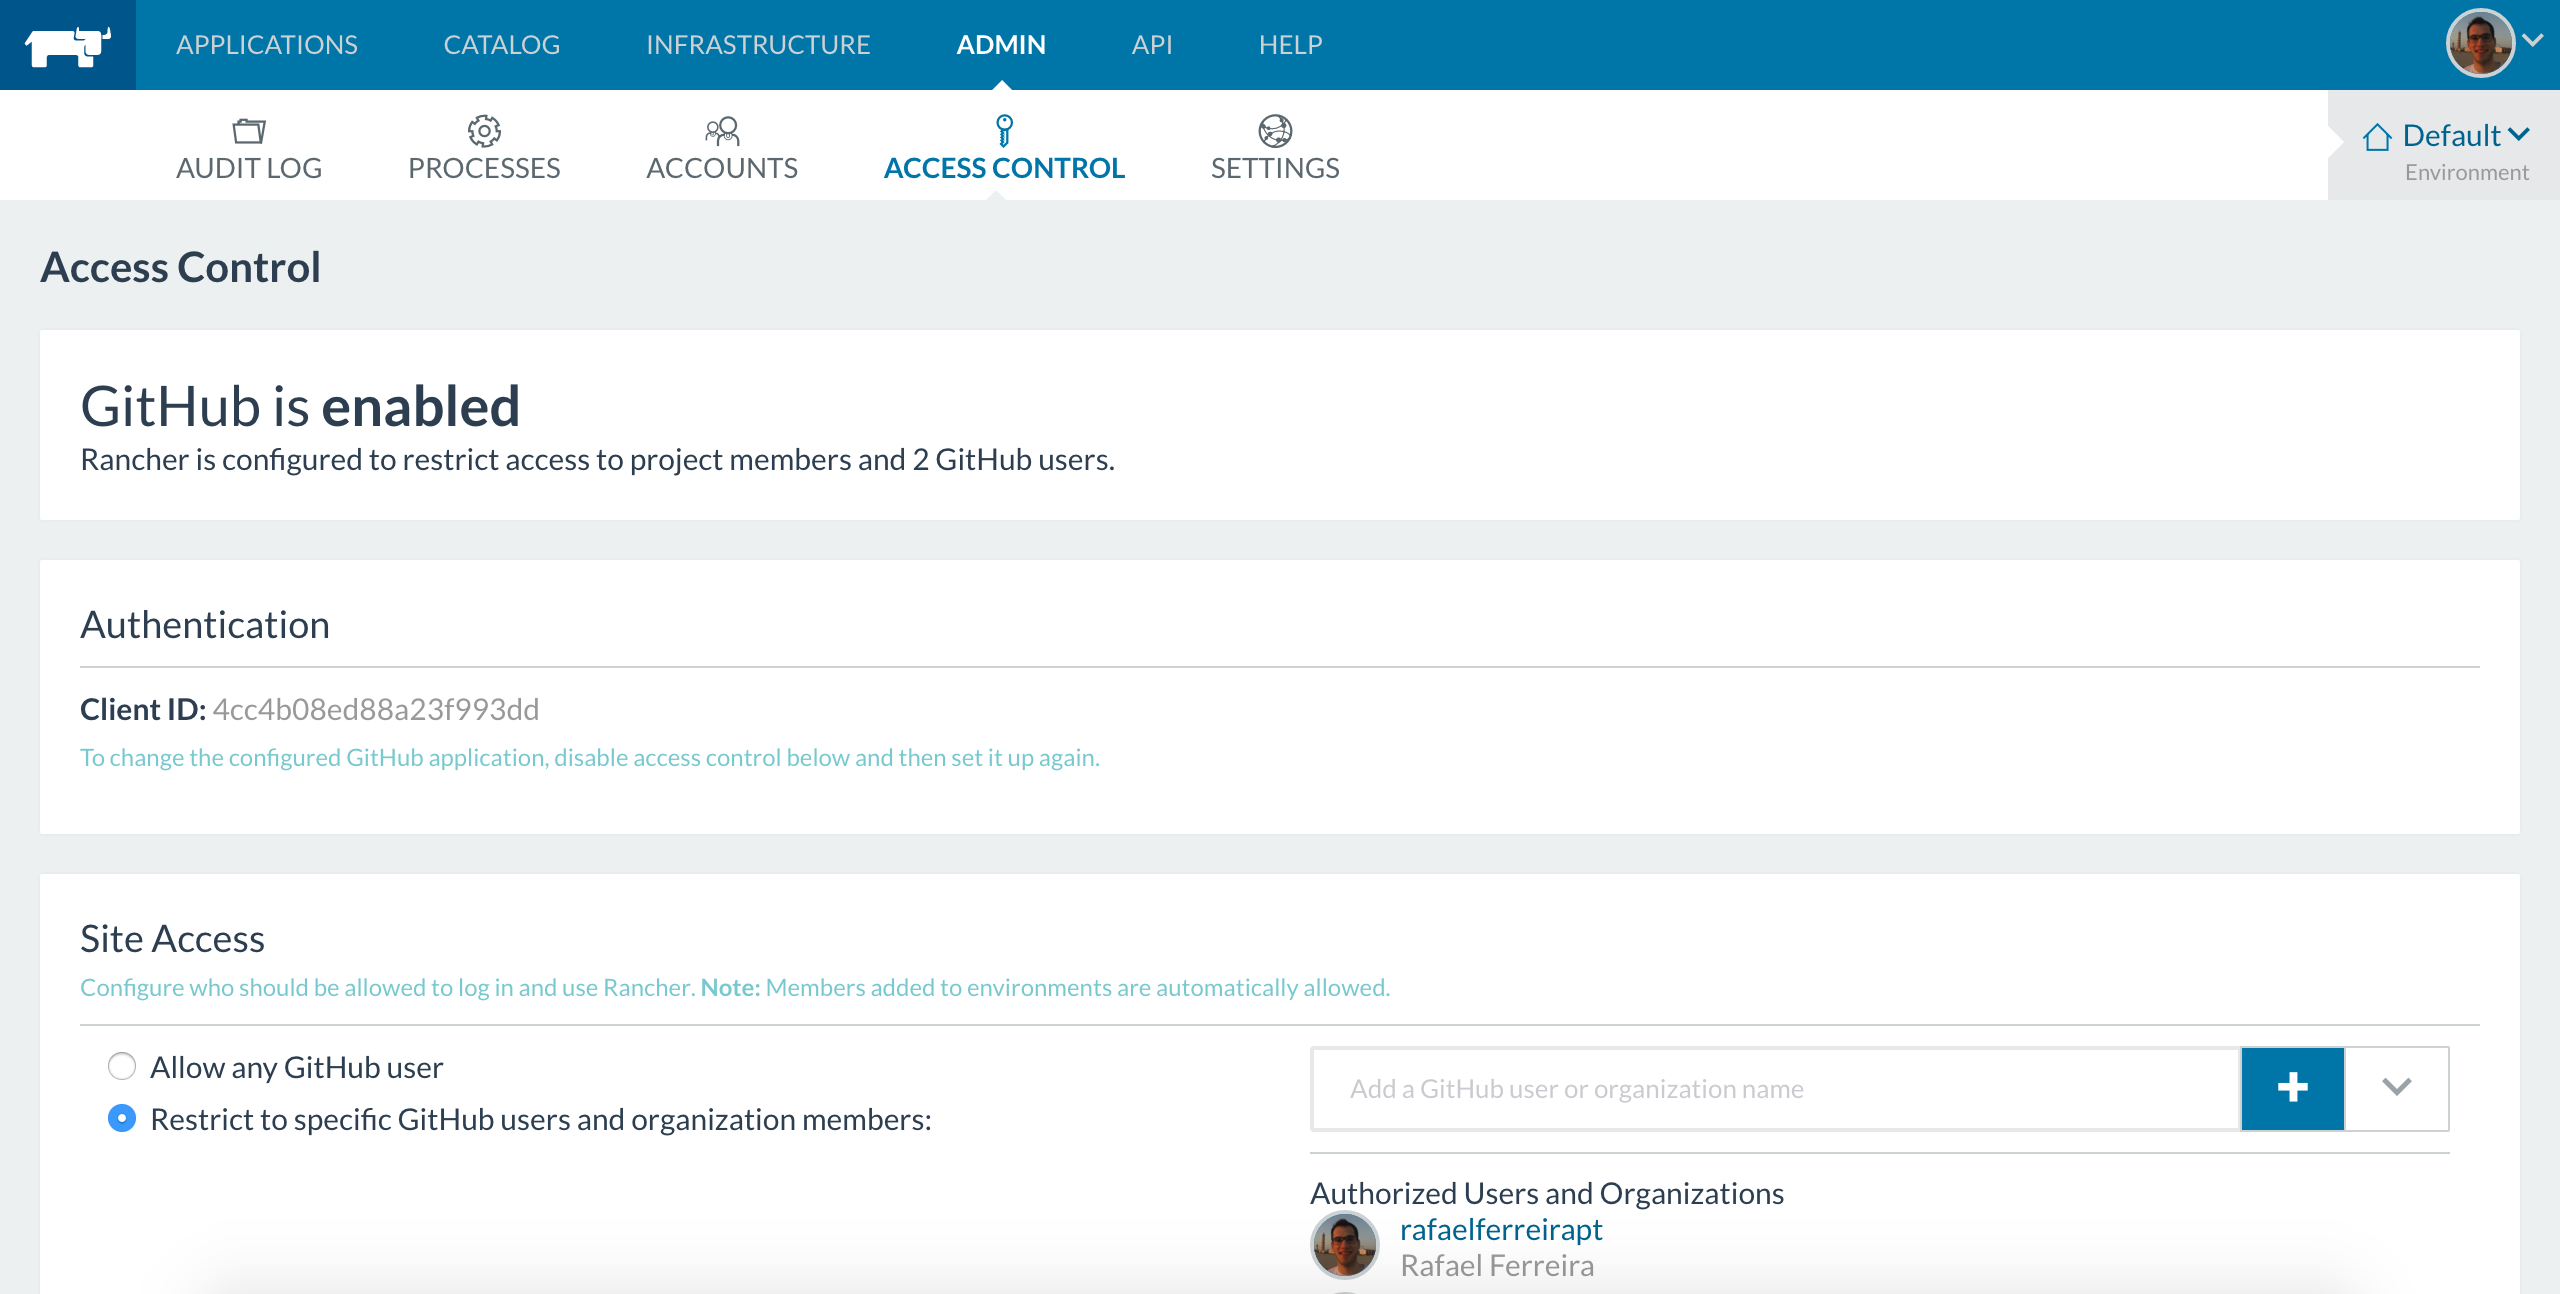 APPLICATIONS CATALOG INFRASTRUCTURE ADMIN API HELP
AUDIT LOG PROCESSES ACCOUNTS ACCESS CONTROL SETTINGS
Default
Environment
Access Control
GitHub is enabled
Rancher is configured to restrict access to project members and 2 GitHub users.
Authentication
Client ID: 4cc4b08ed88a23f993dd
To change the configured GitHub application, disable access control below and then set it up again.
Site Access
Configure who should be allowed to log in and use Rancher. Note: Members added to environments are automatically allowed.
Allow any GitHub user
Restrict to specific GitHub users and organization members:
Add a GitHub user or organization name
Authorized Users and Organizations
rafaelferreirapt
Rafael Ferreira